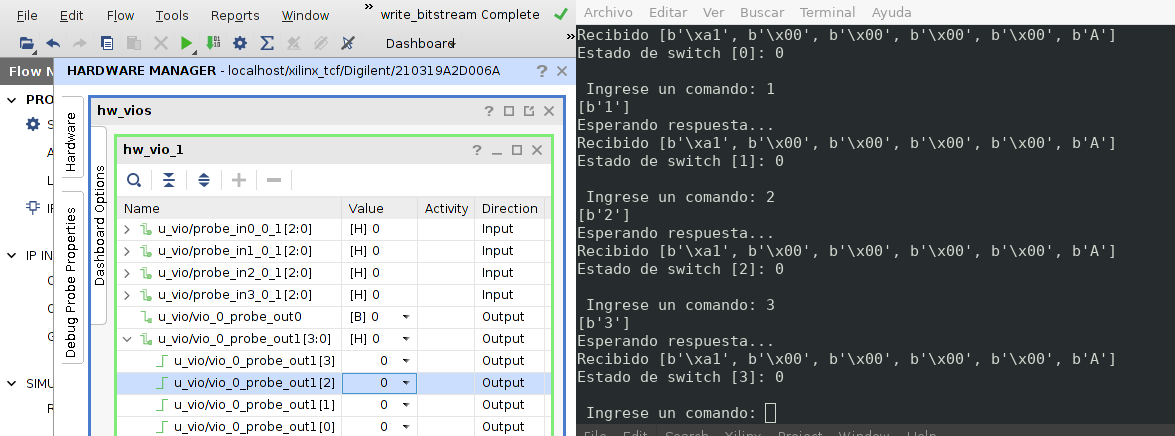 File Edit Flow Tools Reports Window »
write_bitstream Complete
Dashboard »
Flow N
HARDWARE MANAGER - localhost/xilinx_tcf/Digilent/210319A2D006A ?
PRO
S
A
L
IP
IP IN
C
C
G
SIMU
R
Hardware
Debug Probe Properties
hw_vios ?
Dashboard Options
hw_vio_1 ?
Name Value Activity Direction
u_vio/probe_in0_0_1[2:0] [H] 0 Input
u_vio/probe_in1_0_1[2:0] [H] 0 Input
u_vio/probe_in2_0_1[2:0] [H] 0 Input
u_vio/probe_in3_0_1[2:0] [H] 0 Input
u_vio/vio_0_probe_out0 [B] 0 Output
u_vio/vio_0_probe_out1[3:0] [H] 0 Output
u_vio/vio_0_probe_out1[3] 0 Output
u_vio/vio_0_probe_out1[2] 0 Output
u_vio/vio_0_probe_out1[1] 0 Output
u_vio/vio_0_probe_out1[0] 0 Output
Archivo Editar Ver Buscar Terminal Ayuda
Recibido [b'\xa1', b'\x00', b'\x00', b'\x00', b'\x00', b'A']
Estado de switch [0]: 0
Ingrese un comando: 1
[b'1']
Esperando respuesta...
Recibido [b'\xa1', b'\x00', b'\x00', b'\x00', b'\x00', b'A']
Estado de switch [1]: 0
Ingrese un comando: 2
[b'2']
Esperando respuesta...
Recibido [b'\xa1', b'\x00', b'\x00', b'\x00', b'\x00', b'A']
Estado de switch [2]: 0
Ingrese un comando: 3
[b'3']
Esperando respuesta...
Recibido [b'\xa1', b'\x00', b'\x00', b'\x00', b'\x00', b'A']
Estado de switch [3]: 0
Ingrese un comando:
File Edit Search Xilinx Project Window Help